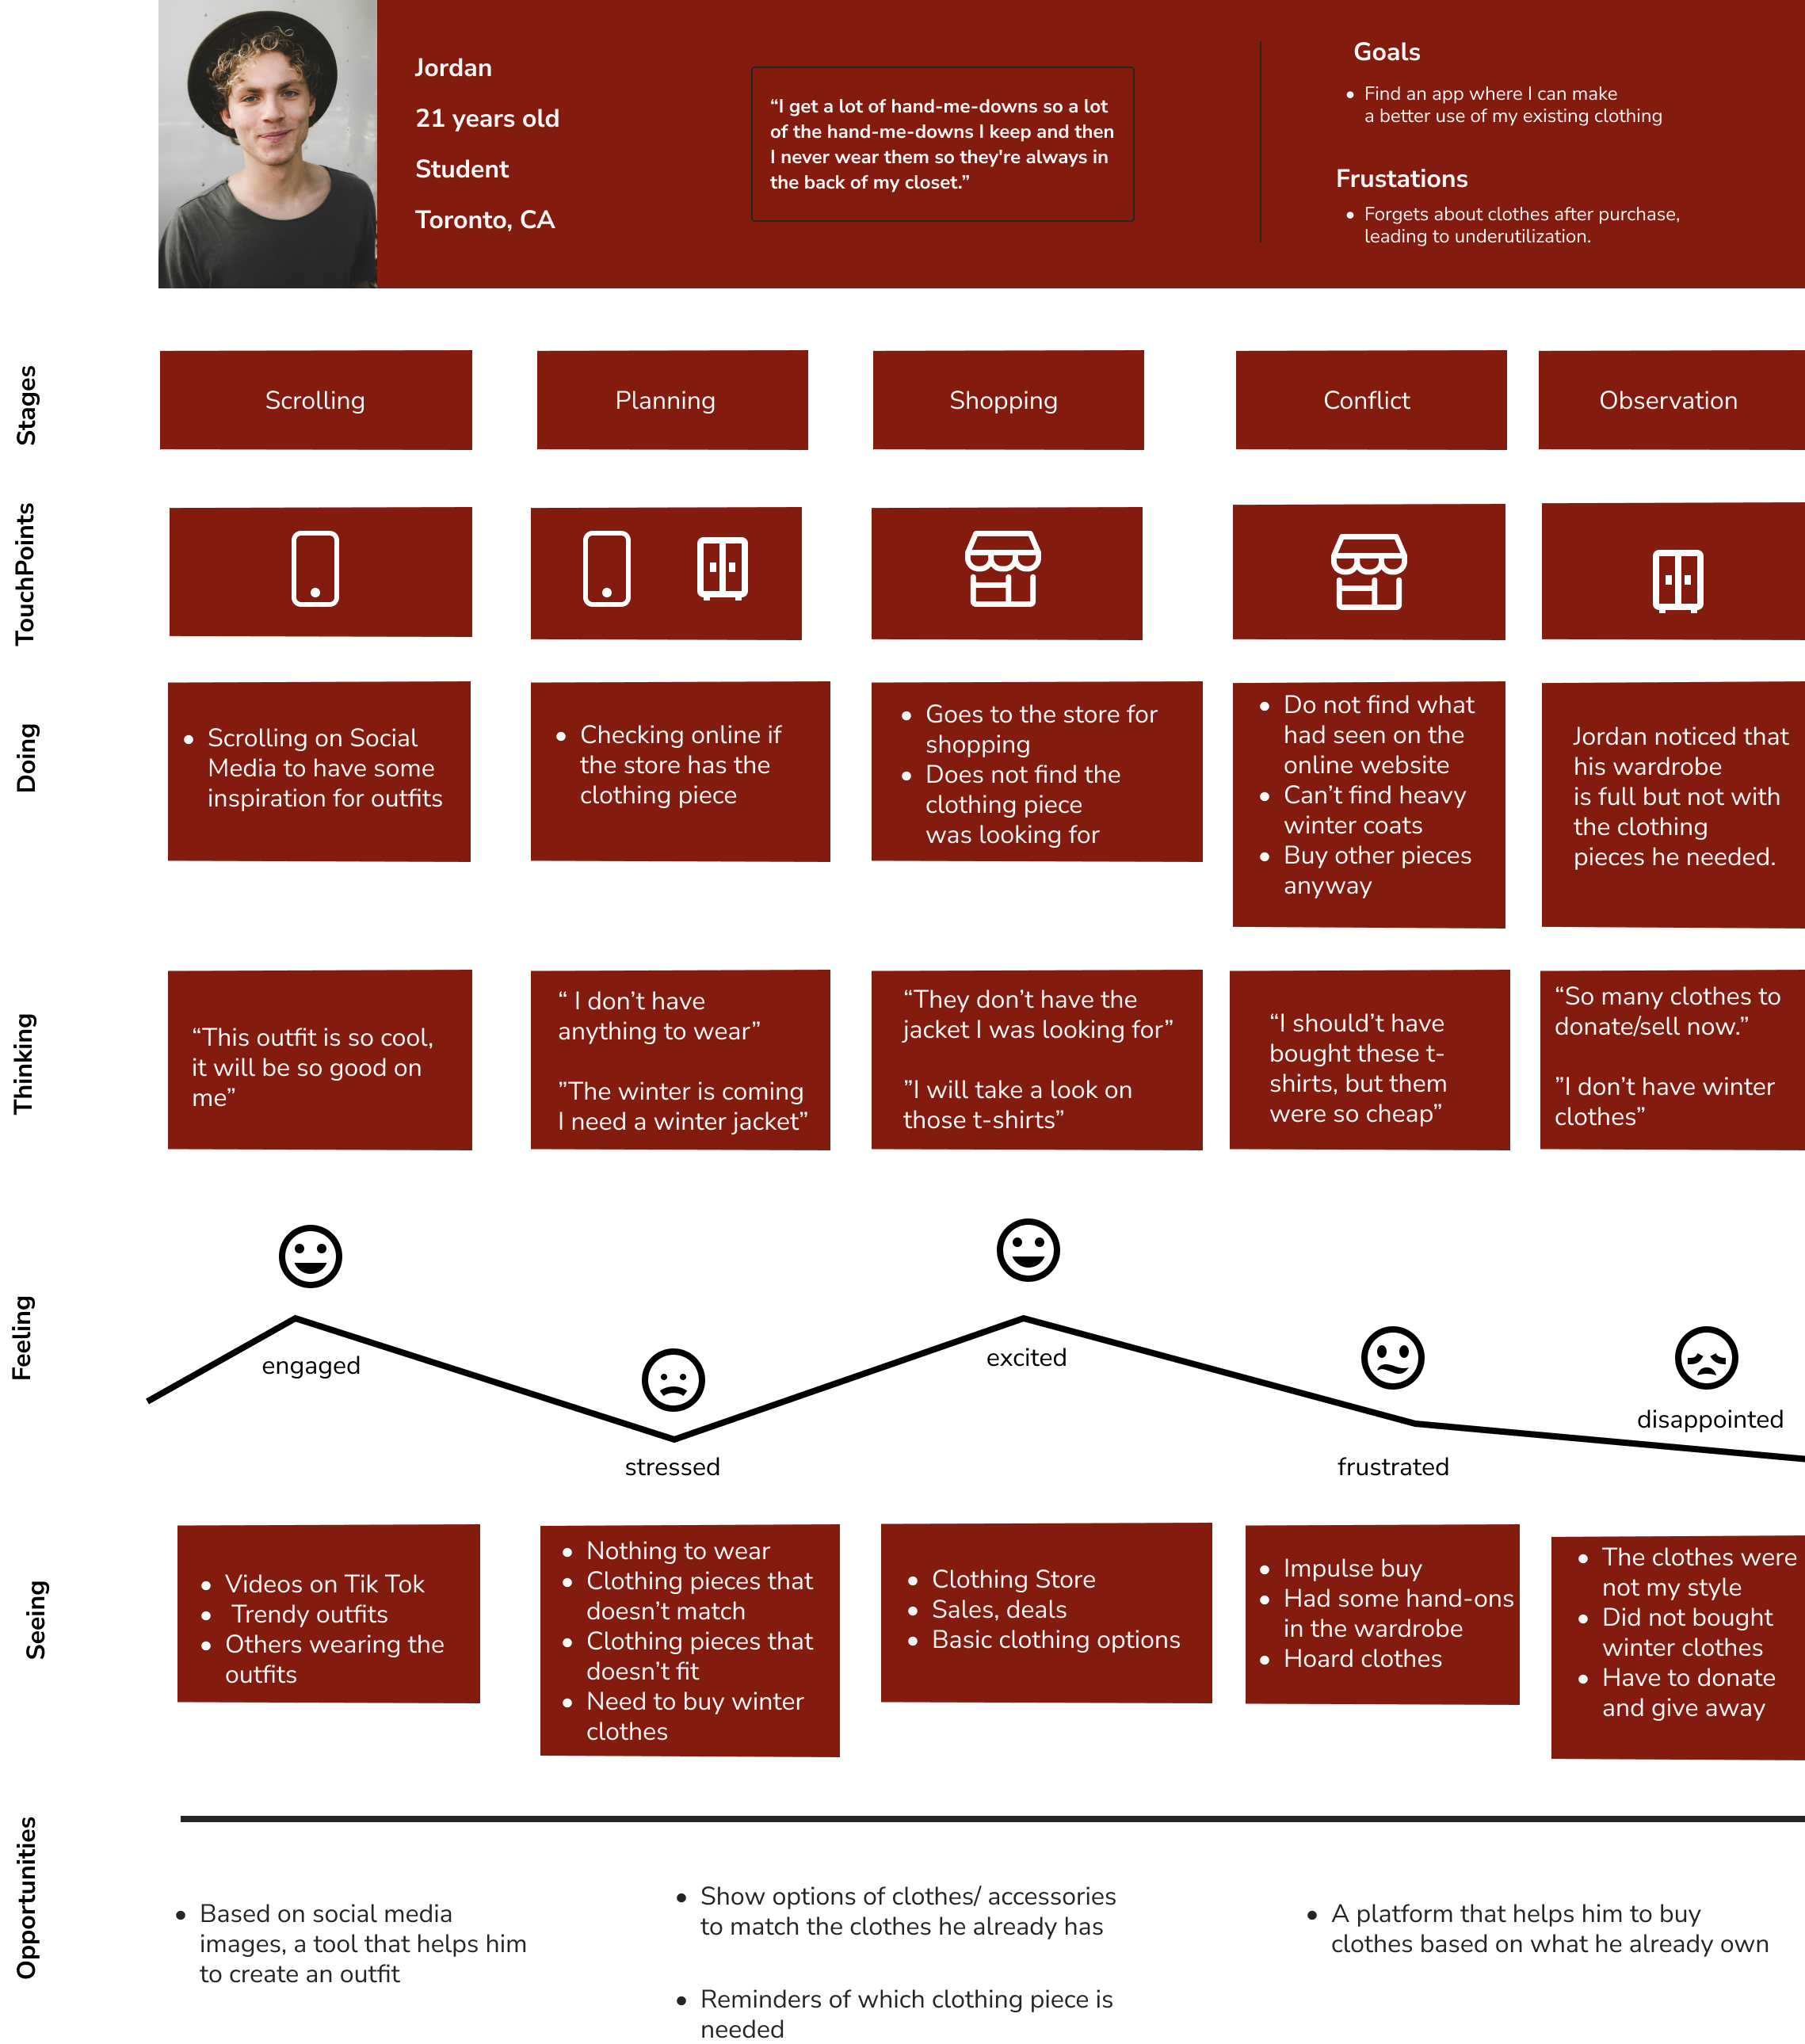 Jordan
21 years old
Student
Toronto, CA
“I get a lot of hand-me-downs so a lot
of the hand-me-downs I keep and then
I never wear them so they're always in
the back of my closet.”
Goals
• Find an app where I can make
a better use of my existing clothing
Frustations
• Forgets about clothes after purchase,
leading to underutilization.
Stages
Scrolling
Planning
Shopping
Conflict
Observation
TouchPoints
Doing
• Scrolling on Social
Media to have some
inspiration for outfits
• Checking online if
the store has the
clothing piece
• Goes to the store for
shopping
• Does not find the
clothing piece
was looking for
• Do not find what
had seen on the
online website
• Can’t find heavy
winter coats
• Buy other pieces
anyway
Jordan noticed that
his wardrobe
is full but not with
the clothing
pieces he needed.
Thinking
“This outfit is so cool,
it will be so good on
me”
“ I don’t have
anything to wear”
”The winter is coming
I need a winter jacket”
“They don’t have the
jacket I was looking for”
”I will take a look on
those t-shirts”
“I should’t have
bought these t-
shirts, but them
were so cheap”
“So many clothes to
donate/sell now.”
”I don’t have winter
clothes”
Feeling
engaged
stressed
excited
frustrated
disappointed
Seeing
• Videos on Tik Tok
• Trendy outfits
• Others wearing the
outfits
• Nothing to wear
• Clothing pieces that
doesn’t match
• Clothing pieces that
doesn’t fit
• Need to buy winter
clothes
• Clothing Store
• Sales, deals
• Basic clothing options
• Impulse buy
• Had some hand-ons
in the wardrobe
• Hoard clothes
• The clothes were
not my style
• Did not bought
winter clothes
• Have to donate
and give away
Opportunities
• Based on social media
images, a tool that helps him
to create an outfit
• Show options of clothes/ accessories
to match the clothes he already has
• Reminders of which clothing piece is
needed
• A platform that helps him to buy
clothes based on what he already own